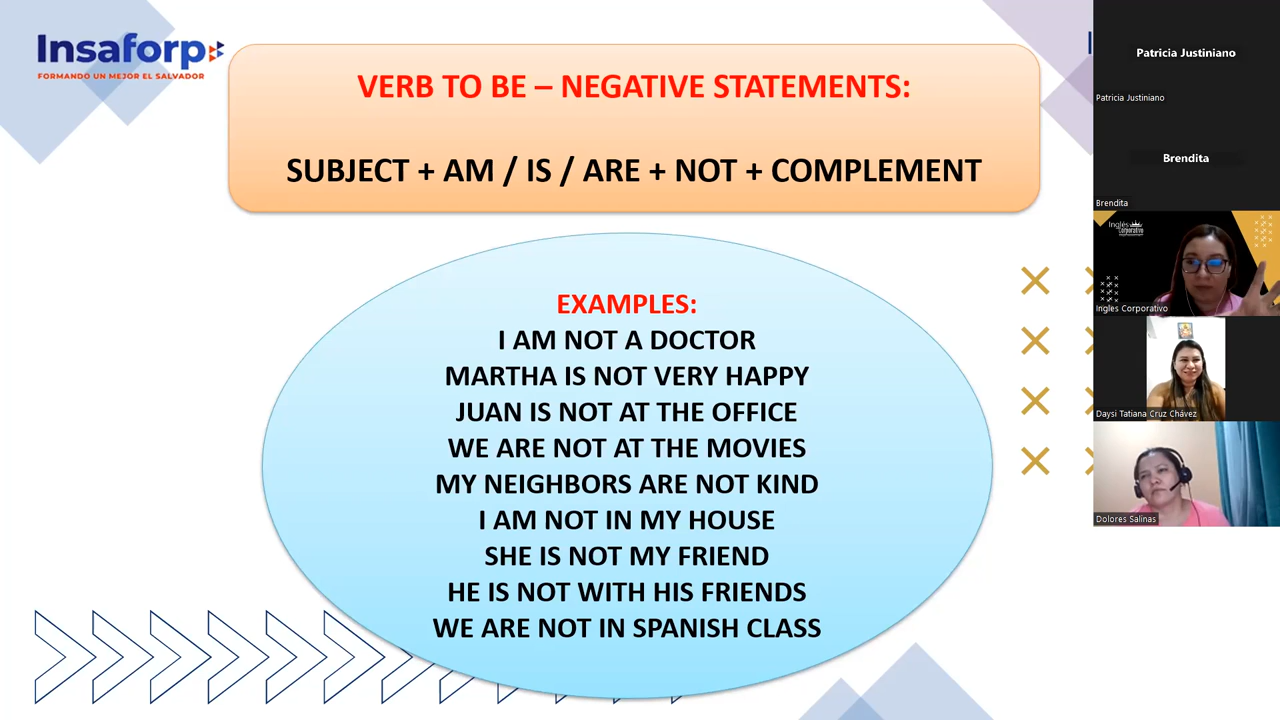 Insaforp
FORMANDO UN MEJOR EL SALVADOR
VERB TO BE – NEGATIVE STATEMENTS:
SUBJECT + AM / IS / ARE + NOT + COMPLEMENT
EXAMPLES:
I AM NOT A DOCTOR
MARTHA IS NOT VERY HAPPY
JUAN IS NOT AT THE OFFICE
WE ARE NOT AT THE MOVIES
MY NEIGHBORS ARE NOT KIND
I AM NOT IN MY HOUSE
SHE IS NOT MY FRIEND
HE IS NOT WITH HIS FRIENDS
WE ARE NOT IN SPANISH CLASS
Patricia Justiniano
Patricia Justiniano
Brendita
Brendita
Inglés
Corporativo
Ingles Corporativo
Daysi Tatiana Cruz Chávez
Dolores Salinas